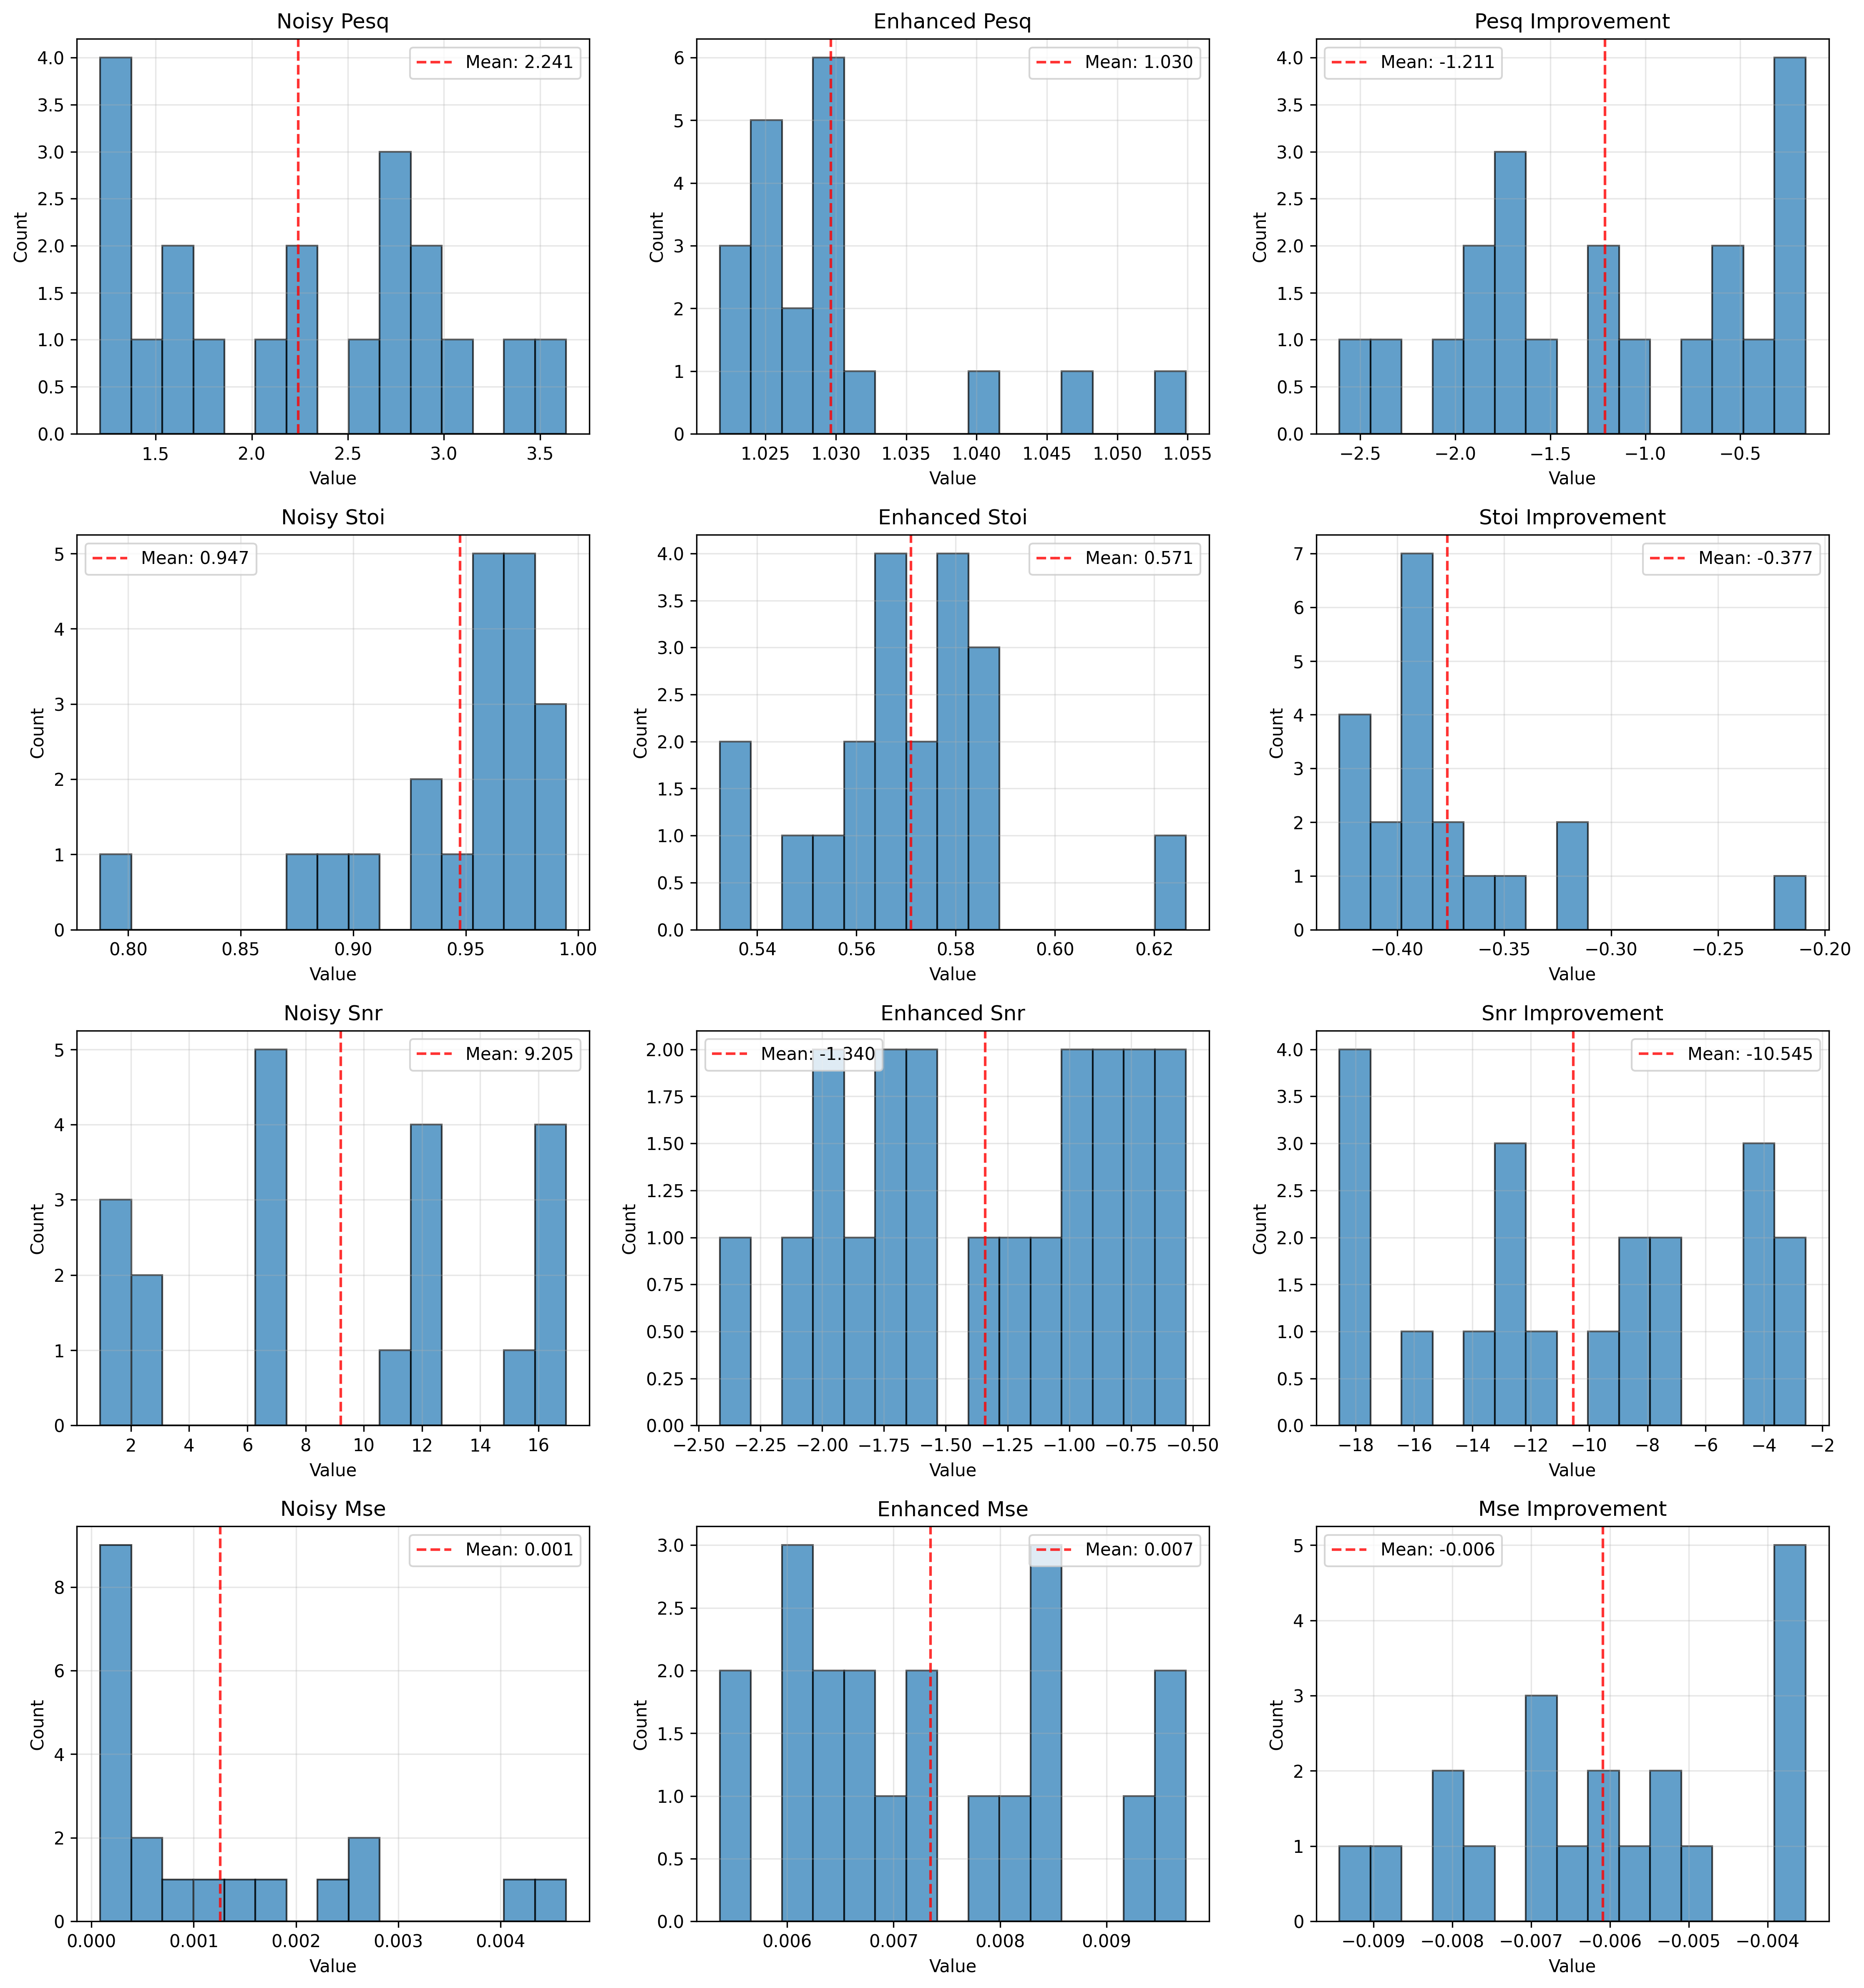 Noisy Pesq
Mean: 2.241
4.0
3.5
3.0
2.5
2.0
1.5
1.0
0.5
0.0
Count
1.5 2.0 2.5 3.0 3.5
Value
Enhanced Pesq
Mean: 1.030
6
5
4
3
2
1
0
Count
1.025 1.030 1.035 1.040 1.045 1.050 1.055
Value
Pesq Improvement
Mean: -1.211
4.0
3.5
3.0
2.5
2.0
1.5
1.0
0.5
0.0
Count
−2.5 −2.0 −1.5 −1.0 −0.5
Value
Noisy Stoi
Mean: 0.947
5
4
3
2
1
0
Count
0.80 0.85 0.90 0.95 1.00
Value
Enhanced Stoi
Mean: 0.571
4.0
3.5
3.0
2.5
2.0
1.5
1.0
0.5
0.0
Count
0.54 0.56 0.58 0.60 0.62
Value
Stoi Improvement
Mean: -0.377
7
6
5
4
3
2
1
0
Count
−0.40 −0.35 −0.30 −0.25 −0.20
Value
Noisy Snr
Mean: 9.205
5
4
3
2
1
0
Count
2 4 6 8 10 12 14 16
Value
Enhanced Snr
Mean: -1.340
2.00
1.75
1.50
1.25
1.00
0.75
0.50
0.25
0.00
Count
−2.50 −2.25 −2.00 −1.75 −1.50 −1.25 −1.00 −0.75 −0.50
Value
Snr Improvement
Mean: -10.545
4.0
3.5
3.0
2.5
2.0
1.5
1.0
0.5
0.0
Count
−18 −16 −14 −12 −10 −8 −6 −4 −2
Value
Noisy Mse
Mean: 0.001
8
6
4
2
0
Count
0.000 0.001 0.002 0.003 0.004
Value
Enhanced Mse
Mean: 0.007
3.0
2.5
2.0
1.5
1.0
0.5
0.0
Count
0.006 0.007 0.008 0.009
Value
Mse Improvement
Mean: -0.006
5
4
3
2
1
0
Count
−0.009 −0.008 −0.007 −0.006 −0.005 −0.004
Value